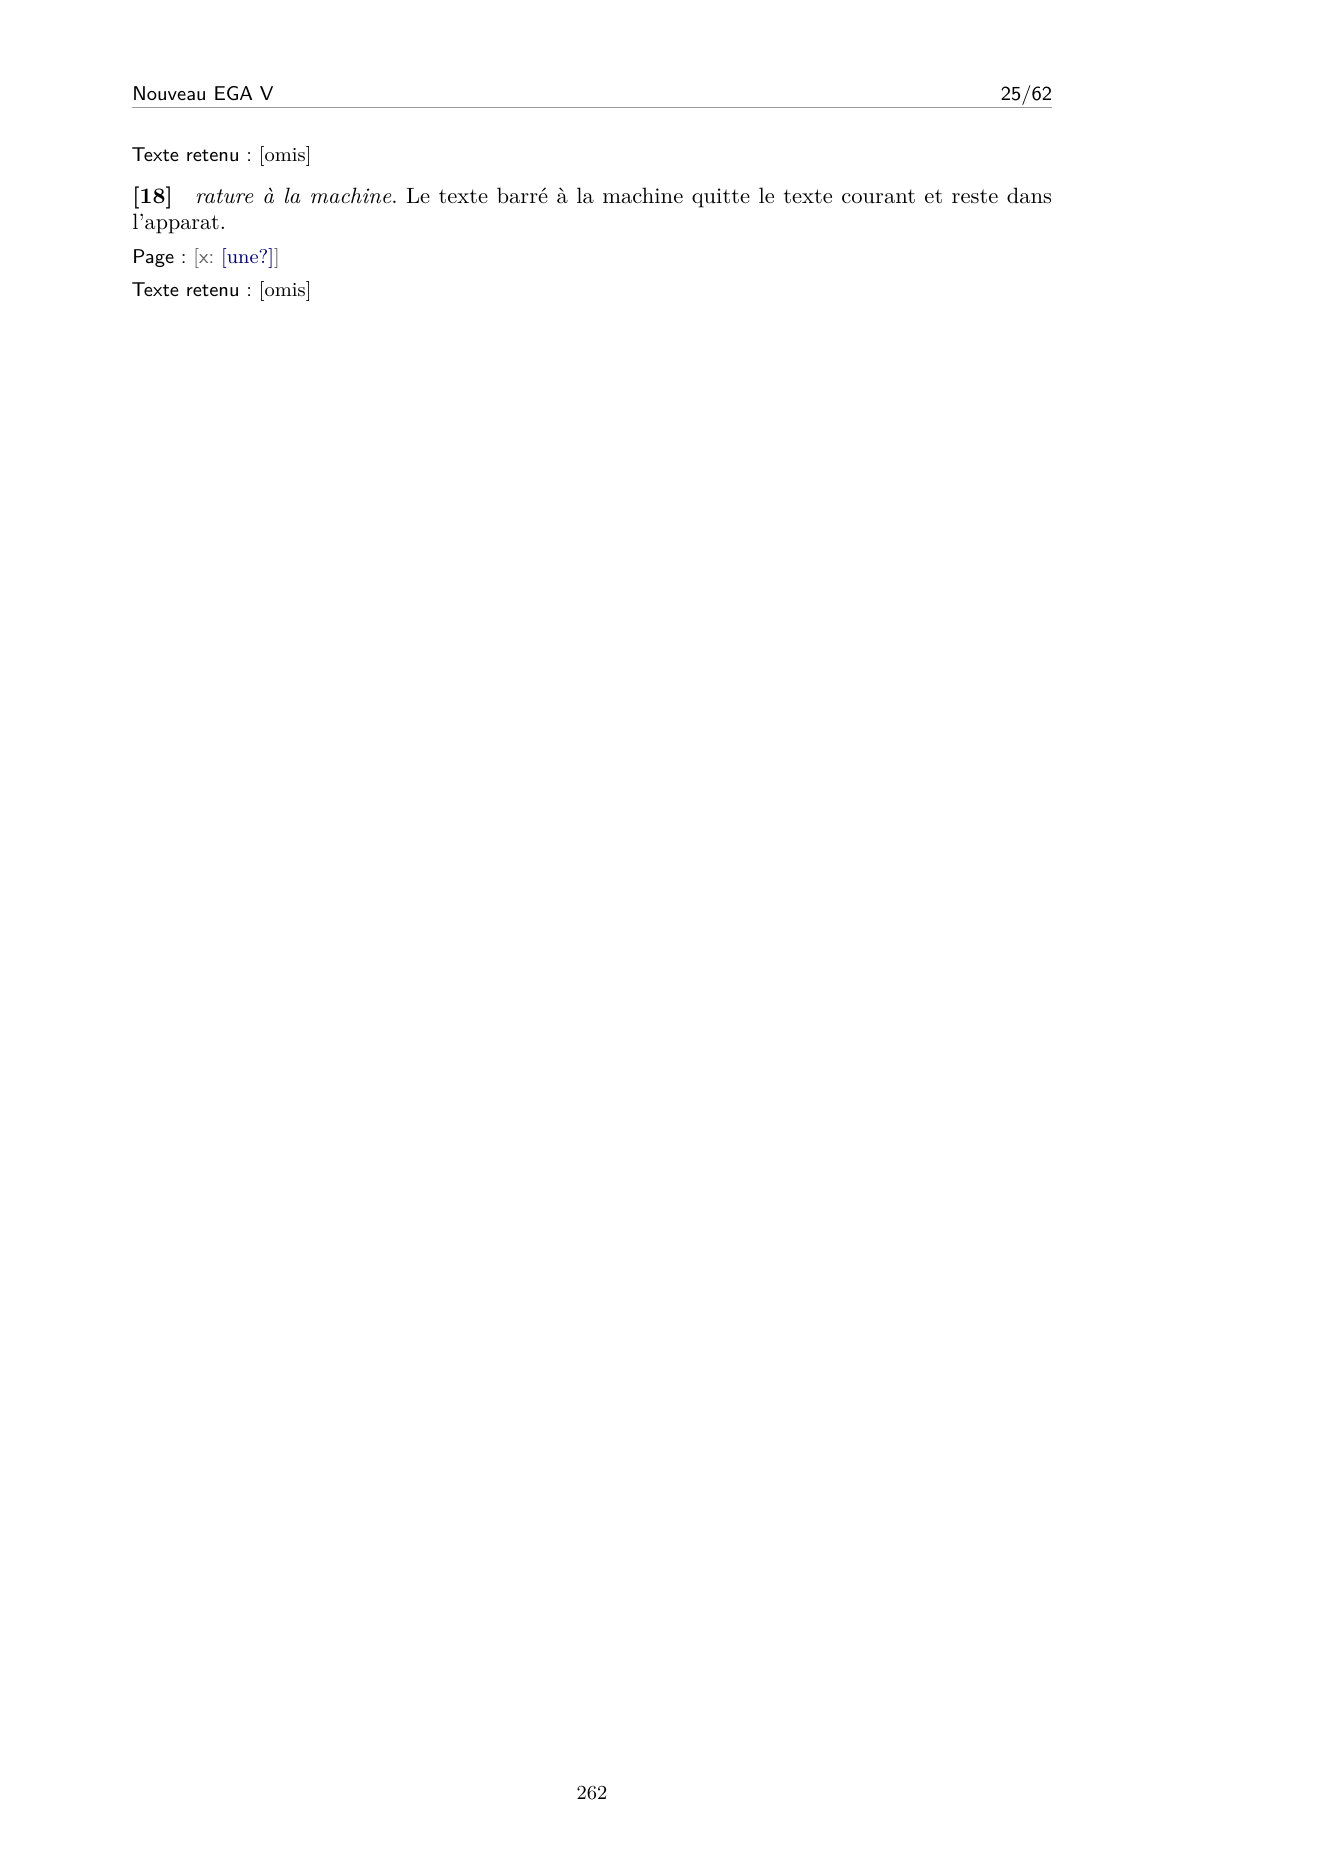 Nouveau EGA V 25/62
Texte retenu : [omis]
[18] rature à la machine. Le texte barré à la machine quitte le texte courant et reste dans
l'apparat.
Page : [x: [une?]]
Texte retenu : [omis]
262